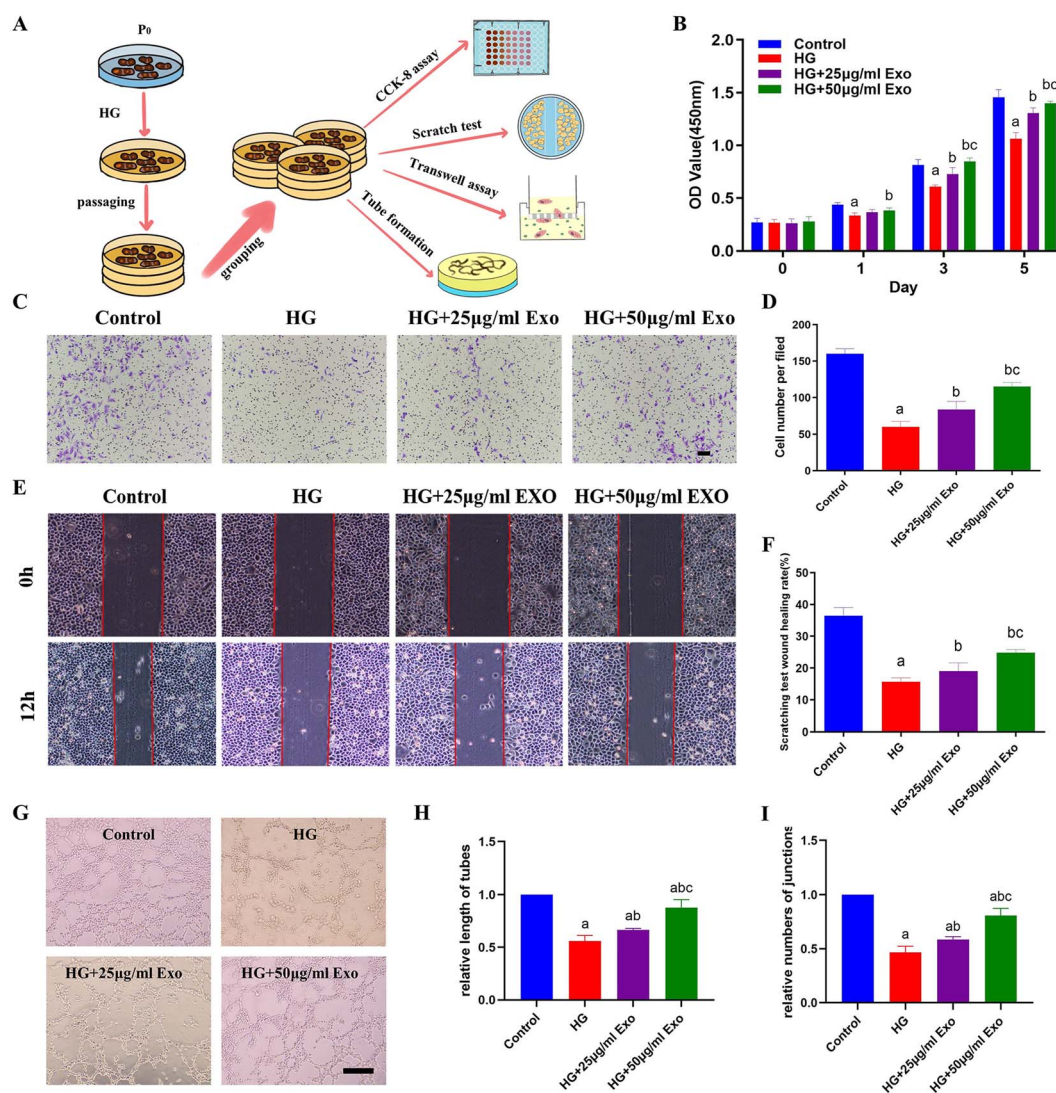 A
P0
HG
passaging
grouping
CCK-8 assay
Scratch test
Transwell assay
Tube formation
B
OD Value(450nm)
2.0
1.5
1.0
0.5
0.0
Control
HG
HG+25μg/ml Exo
HG+50μg/ml Exo
a
b
a
b
bc
a
b
bc
0
1
3
5
Day
C
Control
HG
HG+25μg/ml Exo
HG+50μg/ml Exo
D
Cell number per filed
200
150
100
50
0
a
b
bc
Control
HG
HG+25μg/ml Exo
HG+50μg/ml Exo
E
Control
HG
HG+25μg/ml EXO
HG+50μg/ml EXO
0h
12h
F
Scratching test wound healing rate(%)
50
40
30
20
10
0
a
b
bc
Control
HG
HG+25μg/ml Exo
HG+50μg/ml Exo
G
Control
HG
HG+25μg/ml Exo
HG+50μg/ml Exo
H
relative length of tubes
1.5
1.0
0.5
0.0
a
ab
abc
Control
HG
HG+25μg/ml Exo
HG+50μg/ml Exo
I
relative numbers of junctions
1.5
1.0
0.5
0.0
a
ab
abc
Control
HG
HG+25μg/ml Exo
HG+50μg/ml Exo